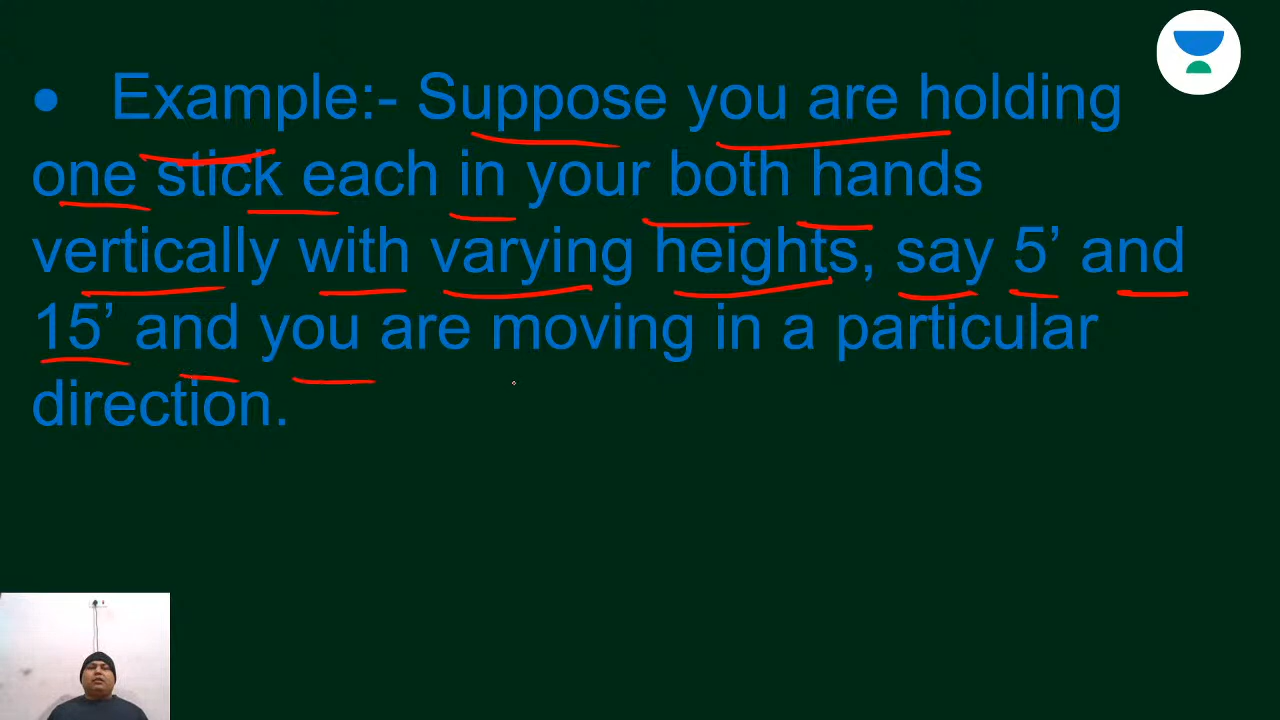 • Example:- Suppose you are holding
one stick each in your both hands
vertically with varying heights, say 5’ and
15’ and you are moving in a particular
direction.